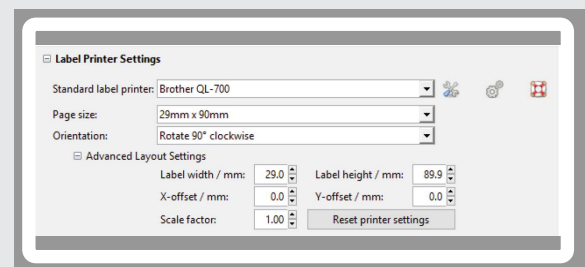 Label Printer Settings
Standard label printer: Brother QL-700
Page size: 29mm x 90mm
Orientation: Rotate 90° clockwise
Advanced Layout Settings
Label width / mm: 29.0 Label height / mm: 89.9
X-offset / mm: 0.0 Y-offset / mm: 0.0
Scale factor: 1.00 Reset printer settings